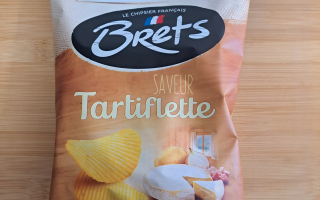 LE CHIPSIER FRANÇAIS
Brets
SAVEUR
Tartiflette